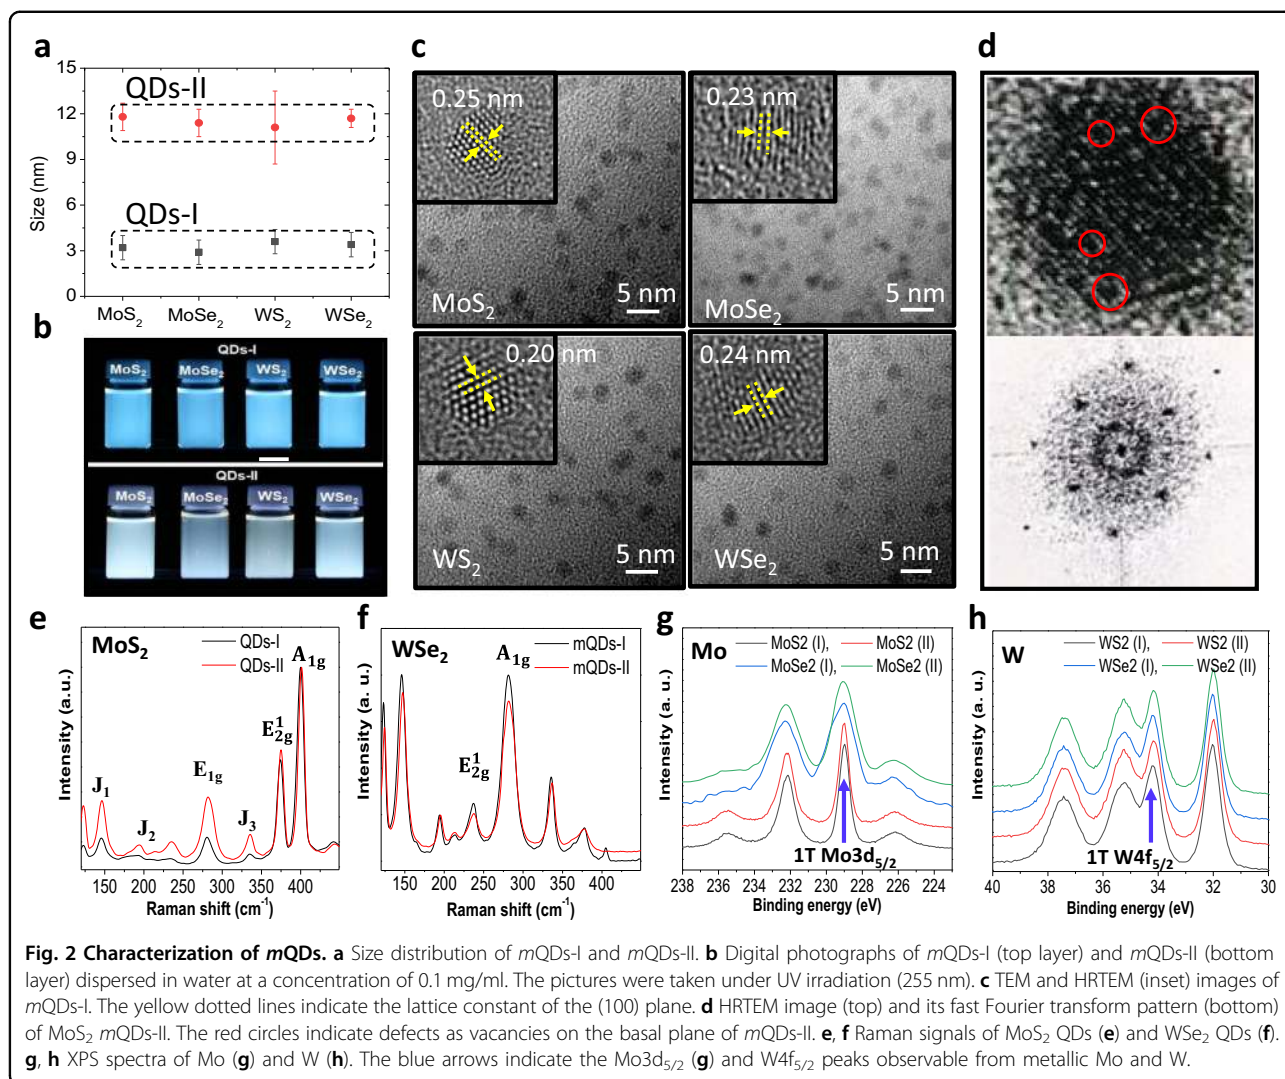 a
15
12
9
6
3
0
Size (nm)
QDs-II
QDs-I
MoS2
MoSe2
WS2
WSe2
b
QDs-I
MoS2 MoSe2 WS2 WSe2
QDs-II
MoS2 MoSe2 WS2 WSe2
c
0.25 nm
MoS2
5 nm
0.23 nm
MoSe2
5 nm
0.20 nm
WS2
5 nm
0.24 nm
WSe2
5 nm
d
e
MoS2
QDs-I
QDs-II
J1
J2
E1g
J3
E¹2g
A1g
Intensity (a. u.)
150 200 250 300 350 400
Raman shift (cm-1)
f
WSe2
A1g
mQDs-I
mQDs-II
E¹2g
Intensity (a. u.)
150 200 250 300 350 400
Raman shift (cm-1)
g
Mo
MoS2 (I), MoS2 (II)
MoSe2 (I), MoSe2 (II)
1T Mo3d5/2
Intensity (a. u.)
238 236 234 232 230 228 226 224
Binding energy (eV)
h
W
WS2 (I), WS2 (II)
WSe2 (I), WSe2 (II)
1T W4f5/2
Intensity (a. u.)
40 38 36 34 32 30
Binding energy (eV)
Fig. 2 Characterization of mQDs. a Size distribution of mQDs-I and mQDs-II. b Digital photographs of mQDs-I (top layer) and mQDs-II (bottom
layer) dispersed in water at a concentration of 0.1 mg/ml. The pictures were taken under UV irradiation (255 nm). c TEM and HRTEM (inset) images of
mQDs-I. The yellow dotted lines indicate the lattice constant of the (100) plane. d HRTEM image (top) and its fast Fourier transform pattern (bottom)
of MoS2 mQDs-II. The red circles indicate defects as vacancies on the basal plane of mQDs-II. e, f Raman signals of MoS2 QDs (e) and WSe2 QDs (f).
g, h XPS spectra of Mo (g) and W (h). The blue arrows indicate the Mo3d5/2 (g) and W4f5/2 peaks observable from metallic Mo and W.